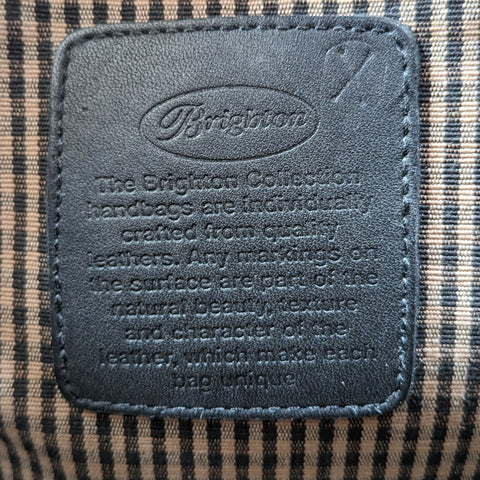 Brighton
The Brighton Collection
handbags are individually
crafted from quality
leathers. Any markings on
the surface are part of the
natural beauty, texture
and character of the
leather, which make each
bag unique